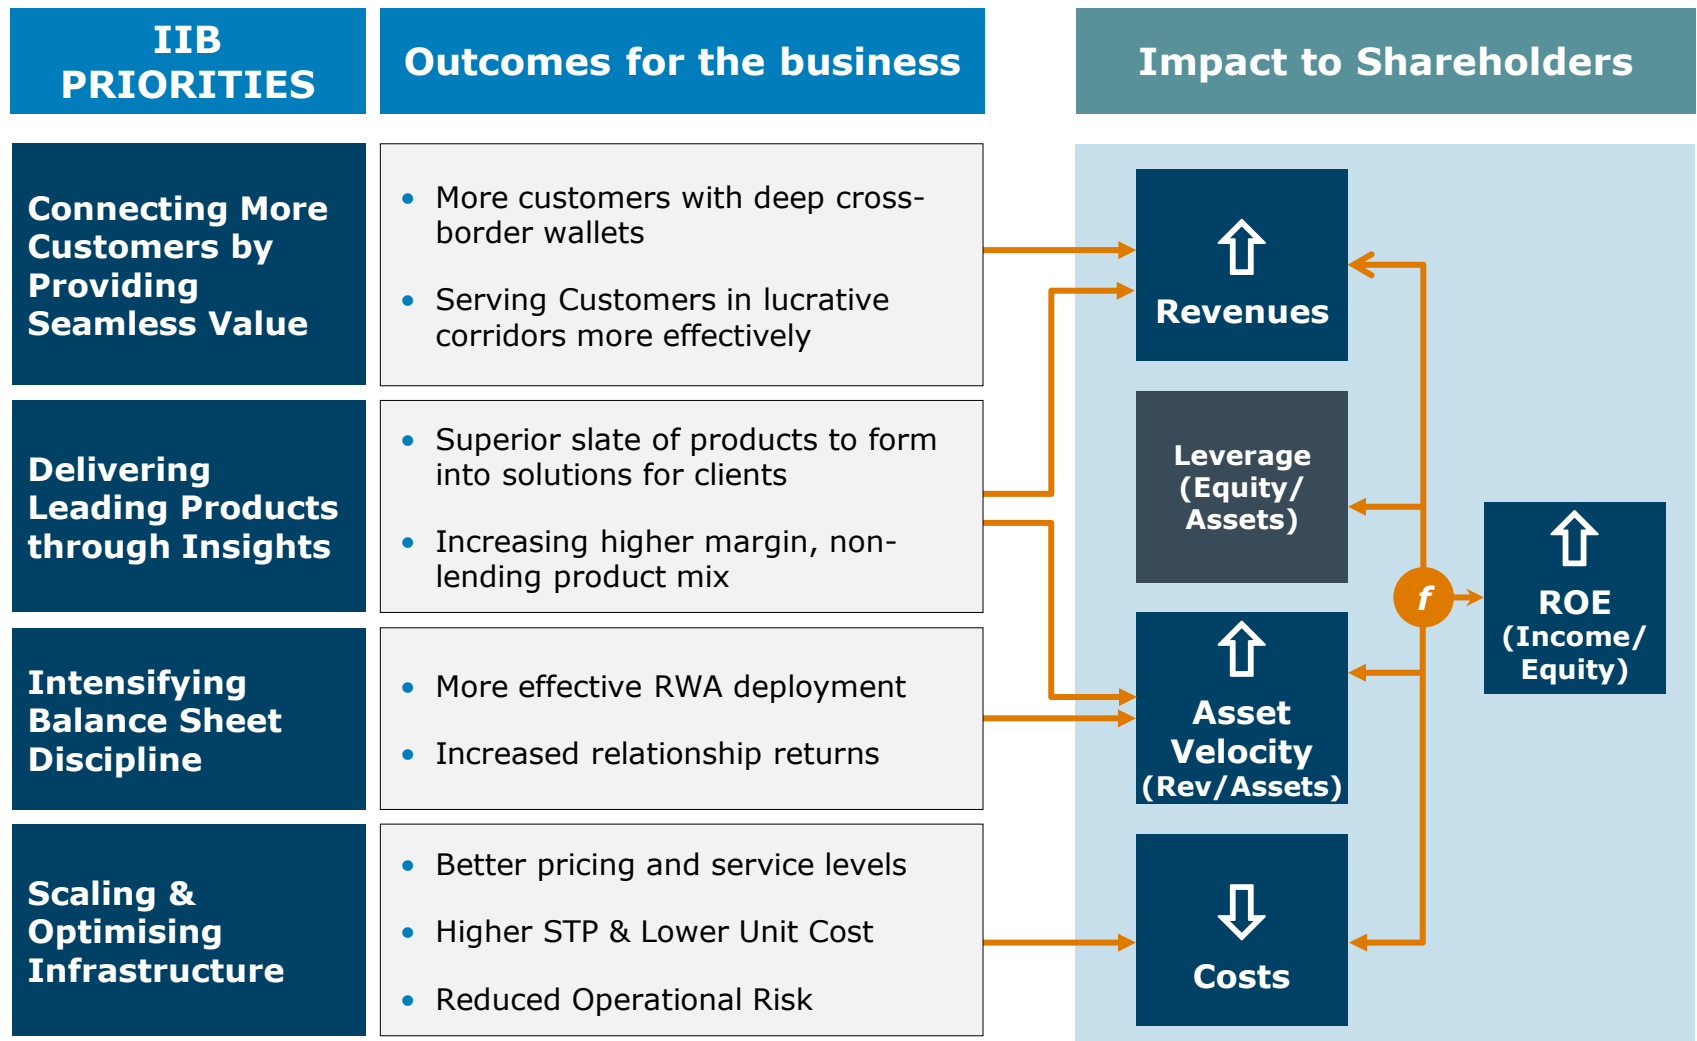 IIB
PRIORITIES
Outcomes for the business
Impact to Shareholders
Connecting More
Customers by
Providing
Seamless Value
• More customers with deep cross-
border wallets
• Serving Customers in lucrative
corridors more effectively
Revenues
Delivering
Leading Products
through Insights
• Superior slate of products to form
into solutions for clients
• Increasing higher margin, non-
lending product mix
Leverage
(Equity/
Assets)
Intensifying
Balance Sheet
Discipline
• More effective RWA deployment
• Increased relationship returns
Asset
Velocity
(Rev/Assets)
Scaling &
Optimising
Infrastructure
• Better pricing and service levels
• Higher STP & Lower Unit Cost
• Reduced Operational Risk
Costs
f
ROE
(Income/
Equity)